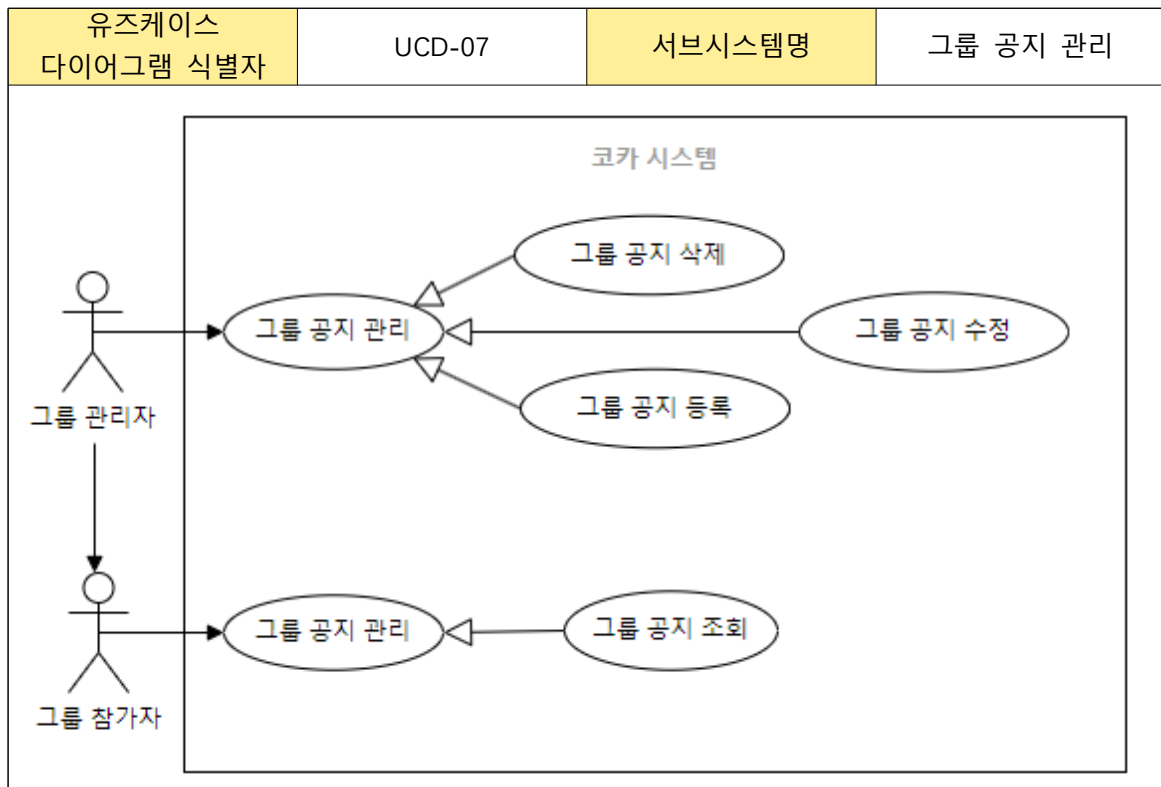 유즈케이스
다이어그램 식별자
UCD-07
서브시스템명
그룹 공지 관리
코카 시스템
그룹 공지 삭제
그룹 공지 관리
그룹 공지 수정
그룹 공지 등록
그룹 관리자
그룹 공지 관리
그룹 공지 조회
그룹 참가자